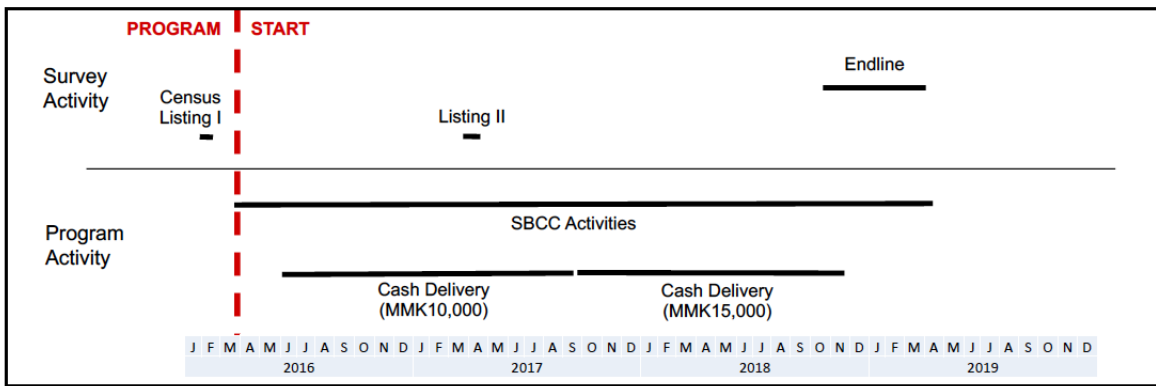 PROGRAM START
Survey
Activity
Census
Listing I
Listing II
Endline
Program
Activity
SBCC Activities
Cash Delivery
(MMK10,000)
Cash Delivery
(MMK15,000)
J F M A M J J A S O N D J F M A M J J A S O N D J F M A M J J A S O N D J F M A M J J A S O N D
2016 2017 2018 2019